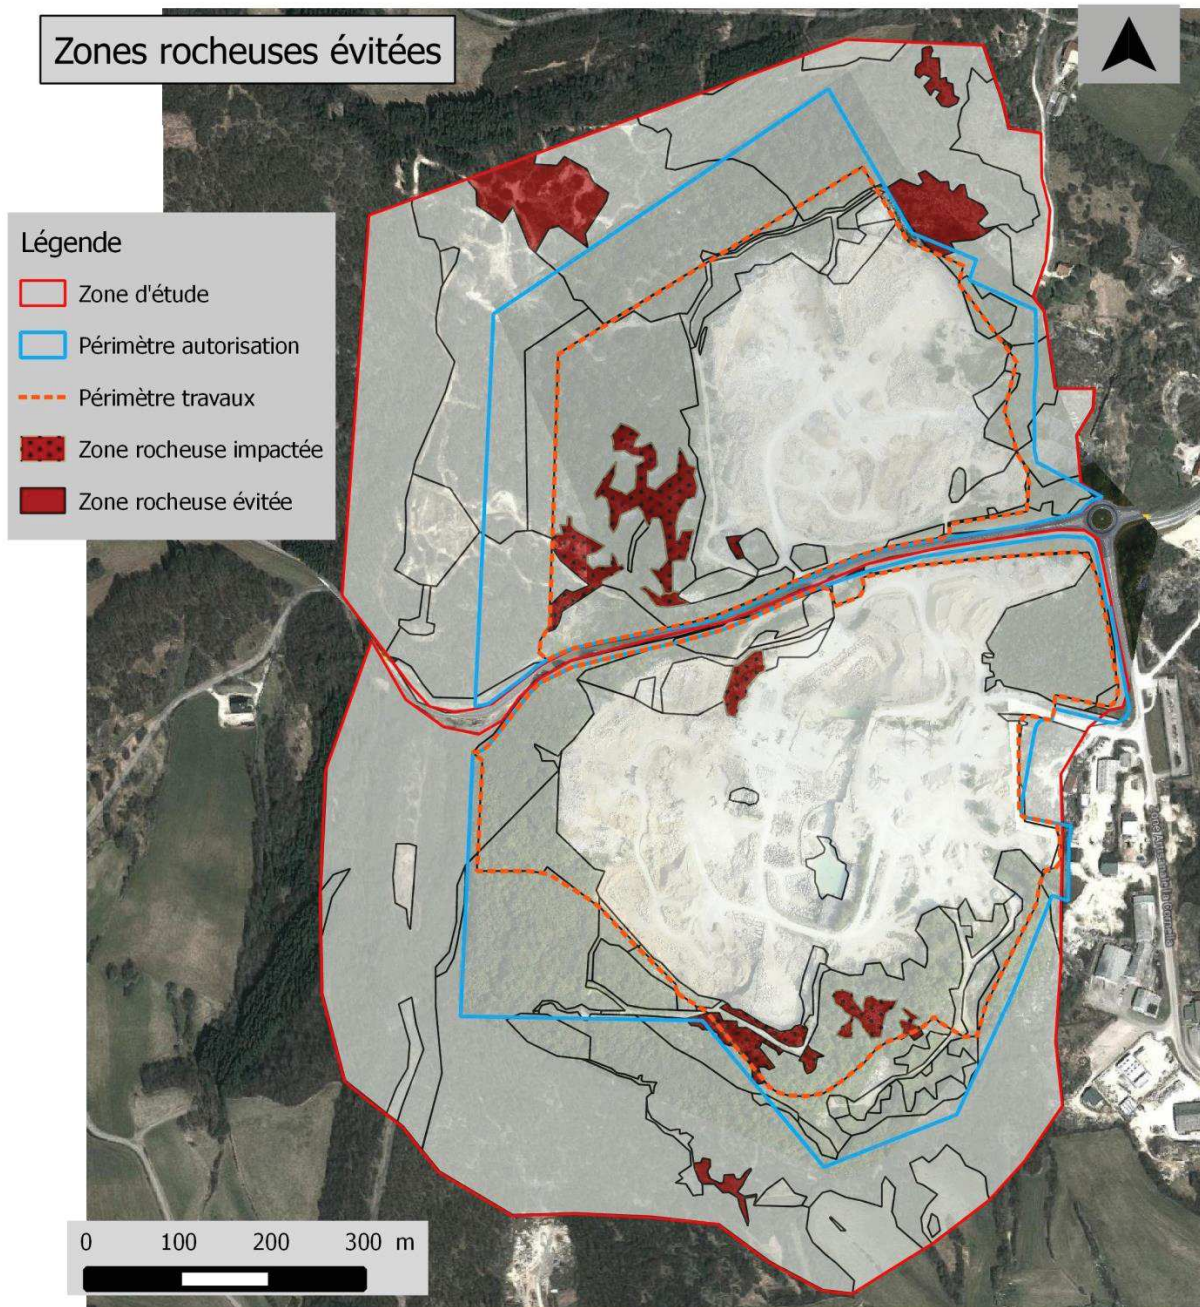 Zones rocheuses évitées
Légende
Zone d'étude
Périmètre autorisation
Périmètre travaux
Zone rocheuse impactée
Zone rocheuse évitée
0 100 200 300 m